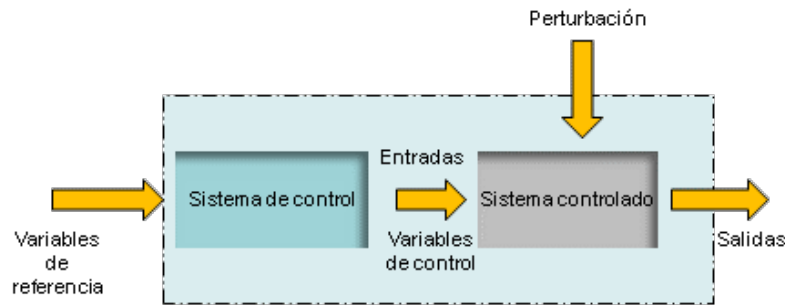 Perturbación
Sistema de control
Entradas
Variables
de control
Sistema controlado
Variables
de
referencia
Salidas